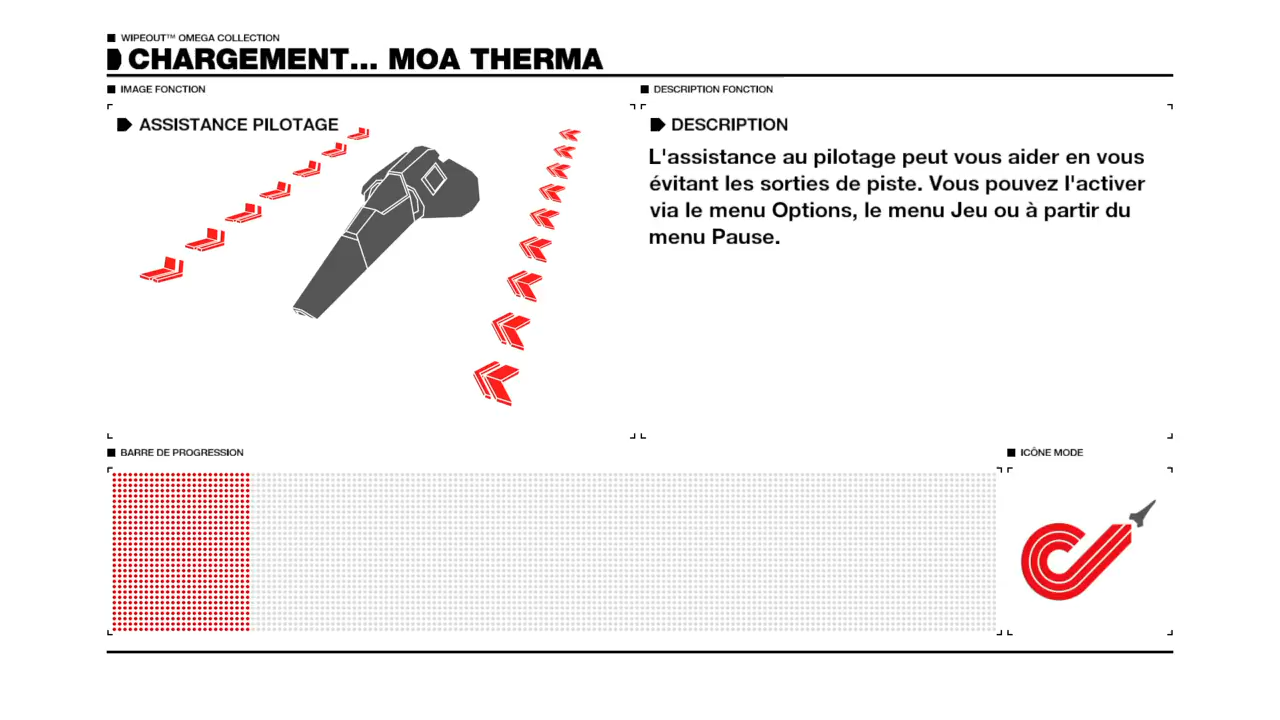 WIPEOUT™ OMEGA COLLECTION
CHARGEMENT... MOA THERMA
IMAGE FONCTION
DESCRIPTION FONCTION
ASSISTANCE PILOTAGE
DESCRIPTION
L'assistance au pilotage peut vous aider en vous
évitant les sorties de piste. Vous pouvez l'activer
via le menu Options, le menu Jeu ou à partir du
menu Pause.
BARRE DE PROGRESSION
ICÔNE MODE